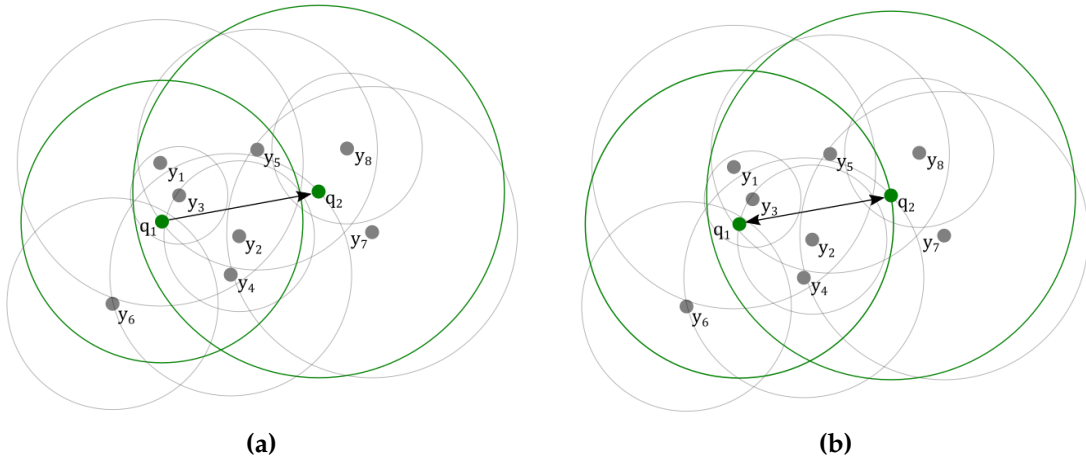 y₁
y₅
y₈
y₃
q₂
q₁
y₂
y₇
y₄
y₆
(a)
y₁
y₅
y₈
y₃
q₂
q₁
y₂
y₇
y₄
y₆
(b)